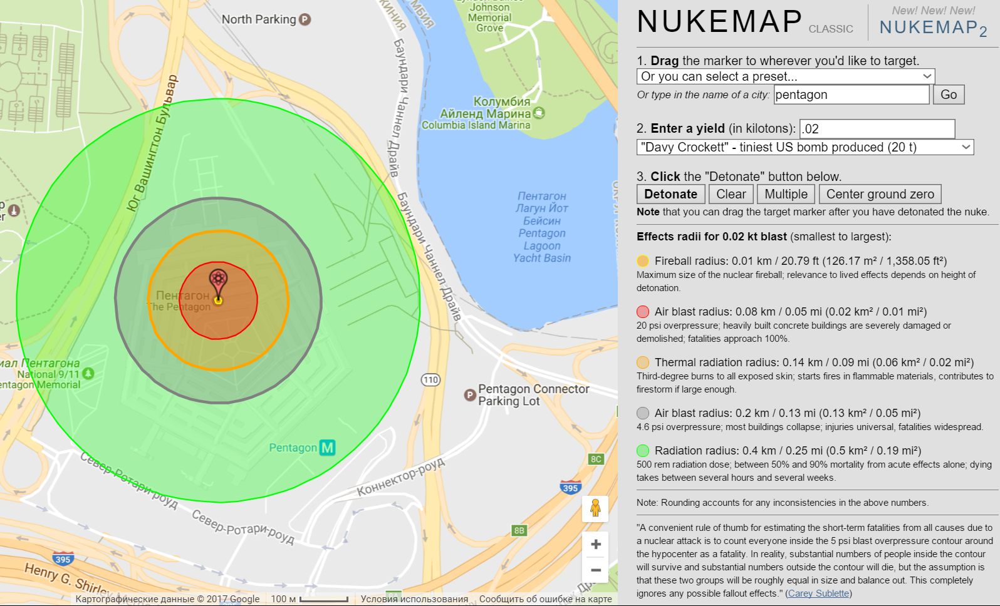 North Parking
Lyndon Baines
Johnson
Memorial
Grove
Баундари Чаннел Драйв
Колумбия
Айленд Марина
Columbia Island Marina
Юг Вашингтон Бульвар
Пентагон
Лагун Йот
Бейсин
Pentagon
Lagoon
Yacht Basin
Баундари Чаннел Драйв
Пентагон
The Pentagon
National 9/11
Pentagon Memorial
110
Pentagon Connector
Parking Lot
Pentagon M
Север-Ротари-роуд
Коннектор-роуд
8C
395
Север-Ротари-роуд
8B
395
Henry G. Shirley
8A
Картографические данные © 2017 Google
100 м
Условия использования
Сообщить об ошибке на карте
NUKEMAP CLASSIC
New! New! New!
NUKEMAP2
1. Drag the marker to wherever you'd like to target.
Or you can select a preset...
Or type in the name of a city: pentagon Go
2. Enter a yield (in kilotons): .02
"Davy Crockett" - tiniest US bomb produced (20 t)
3. Click the "Detonate" button below.
Detonate Clear Multiple Center ground zero
Note that you can drag the target marker after you have detonated the nuke.
Effects radii for 0.02 kt blast (smallest to largest):
Fireball radius: 0.01 km / 20.79 ft (126.17 m² / 1,358.05 ft²)
Maximum size of the nuclear fireball; relevance to lived effects depends on height of
detonation.
Air blast radius: 0.08 km / 0.05 mi (0.02 km² / 0.01 mi²)
20 psi overpressure; heavily built concrete buildings are severely damaged or
demolished; fatalities approach 100%.
Thermal radiation radius: 0.14 km / 0.09 mi (0.06 km² / 0.02 mi²)
Third-degree burns to all exposed skin; starts fires in flammable materials, contributes to
firestorm if large enough.
Air blast radius: 0.2 km / 0.13 mi (0.13 km² / 0.05 mi²)
4.6 psi overpressure; most buildings collapse; injuries universal, fatalities widespread.
Radiation radius: 0.4 km / 0.25 mi (0.5 km² / 0.19 mi²)
500 rem radiation dose; between 50% and 90% mortality from acute effects alone; dying
takes between several hours and several weeks.
Note: Rounding accounts for any inconsistencies in the above numbers.
"A convenient rule of thumb for estimating the short-term fatalities from all causes due to
a nuclear attack is to count everyone inside the 5 psi blast overpressure contour around
the hypocenter as a fatality. In reality, substantial numbers of people inside the contour
will survive and substantial numbers outside the contour will die, but the assumption is
that these two groups will be roughly equal in size and balance out. This completely
ignores any possible fallout effects." (Carey Sublette)